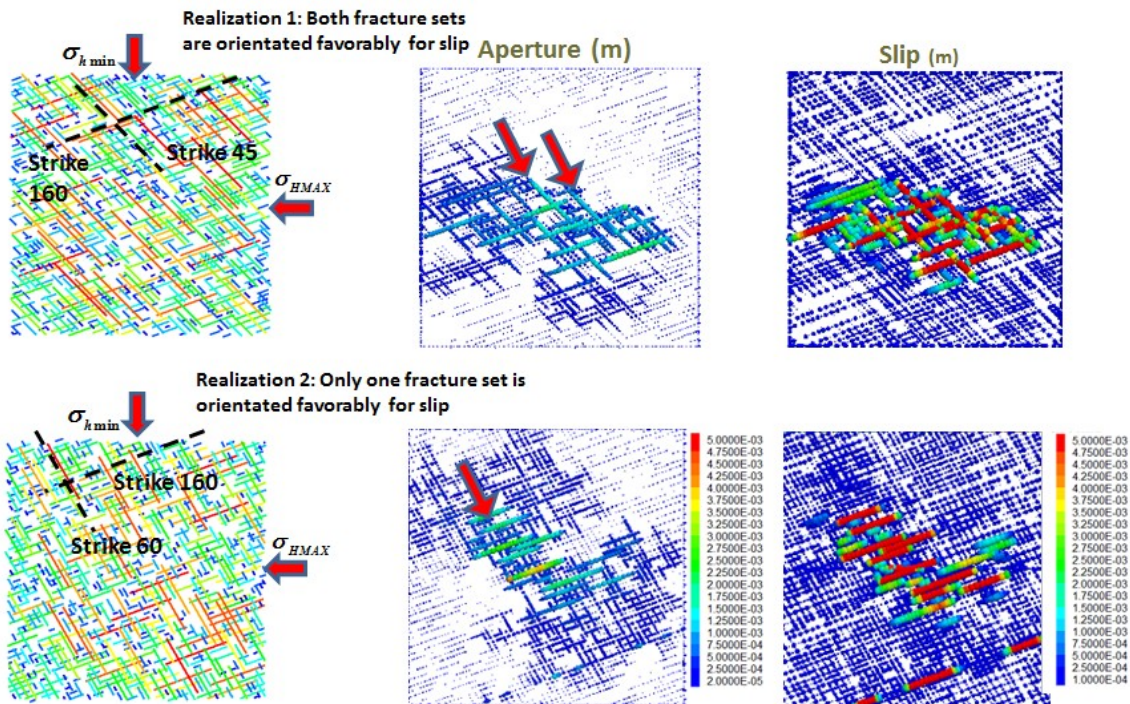 Realization 1: Both fracture sets
are orientated favorably for slip
σh min
Aperture (m)
Slip (m)
Strike 45
Strike
160
σHMAX
Realization 2: Only one fracture set is
orientated favorably for slip
σh min
Strike 160
Strike 60
σHMAX
5.0000E-03
4.7500E-03
4.5000E-03
4.2500E-03
4.0000E-03
3.7500E-03
3.5000E-03
3.2500E-03
3.0000E-03
2.7500E-03
2.5000E-03
2.2500E-03
2.0000E-03
1.7500E-03
1.2500E-03
1.0000E-03
7.5000E-04
5.0000E-04
2.5000E-04
2.0000E-05
5.0000E-03
4.7500E-03
4.5000E-03
4.2500E-03
4.0000E-03
3.7500E-03
3.5000E-03
3.2500E-03
3.0000E-03
2.7500E-03
2.5000E-03
2.2500E-03
2.0000E-03
1.7500E-03
1.2500E-03
1.0000E-03
7.5000E-04
5.0000E-04
2.5000E-04
1.0000E-04